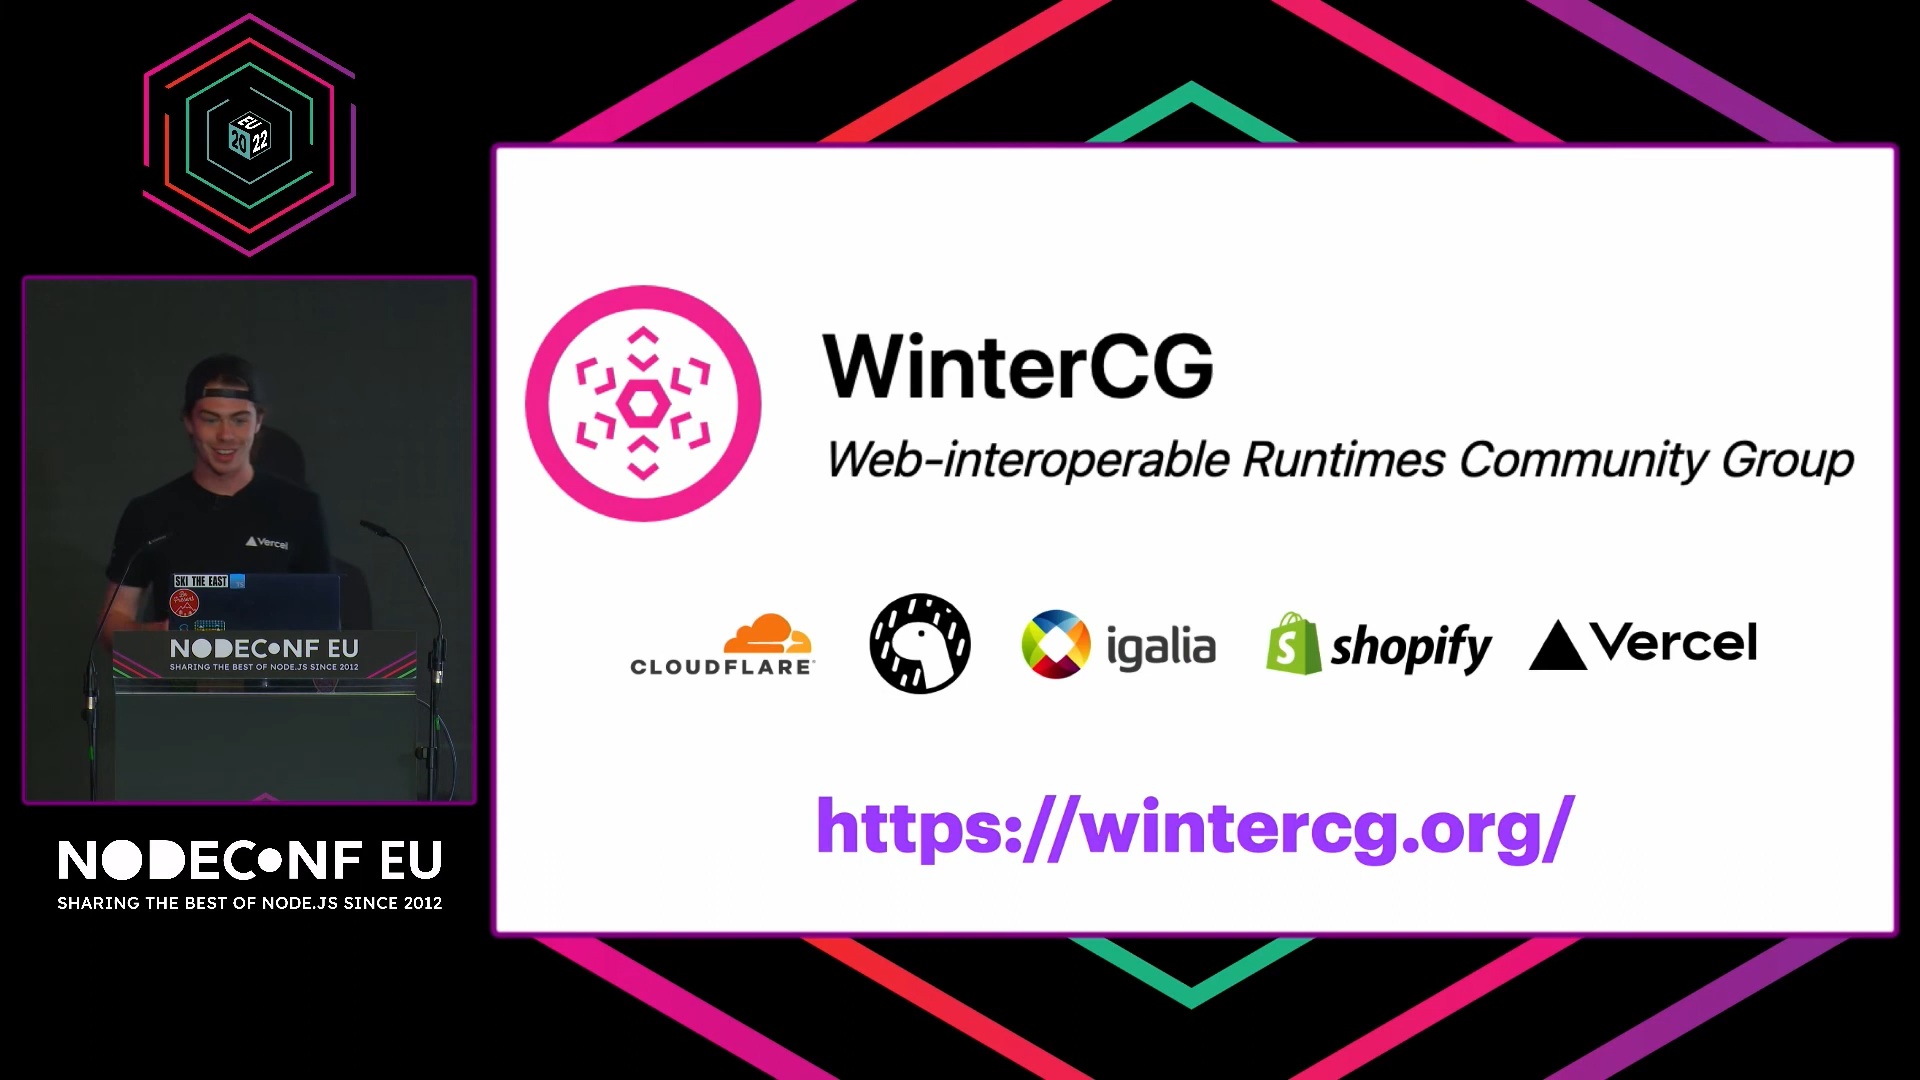 EU
20 22
WinterCG
Web-interoperable Runtimes Community Group
CLOUDFLARE
igalia
shopify
Vercel
https://wintercg.org/
Vercel
SKI THE EAST
NODECONF EU
SHARING THE BEST OF NODE.JS SINCE 2012
NODECONF EU
SHARING THE BEST OF NODE.JS SINCE 2012